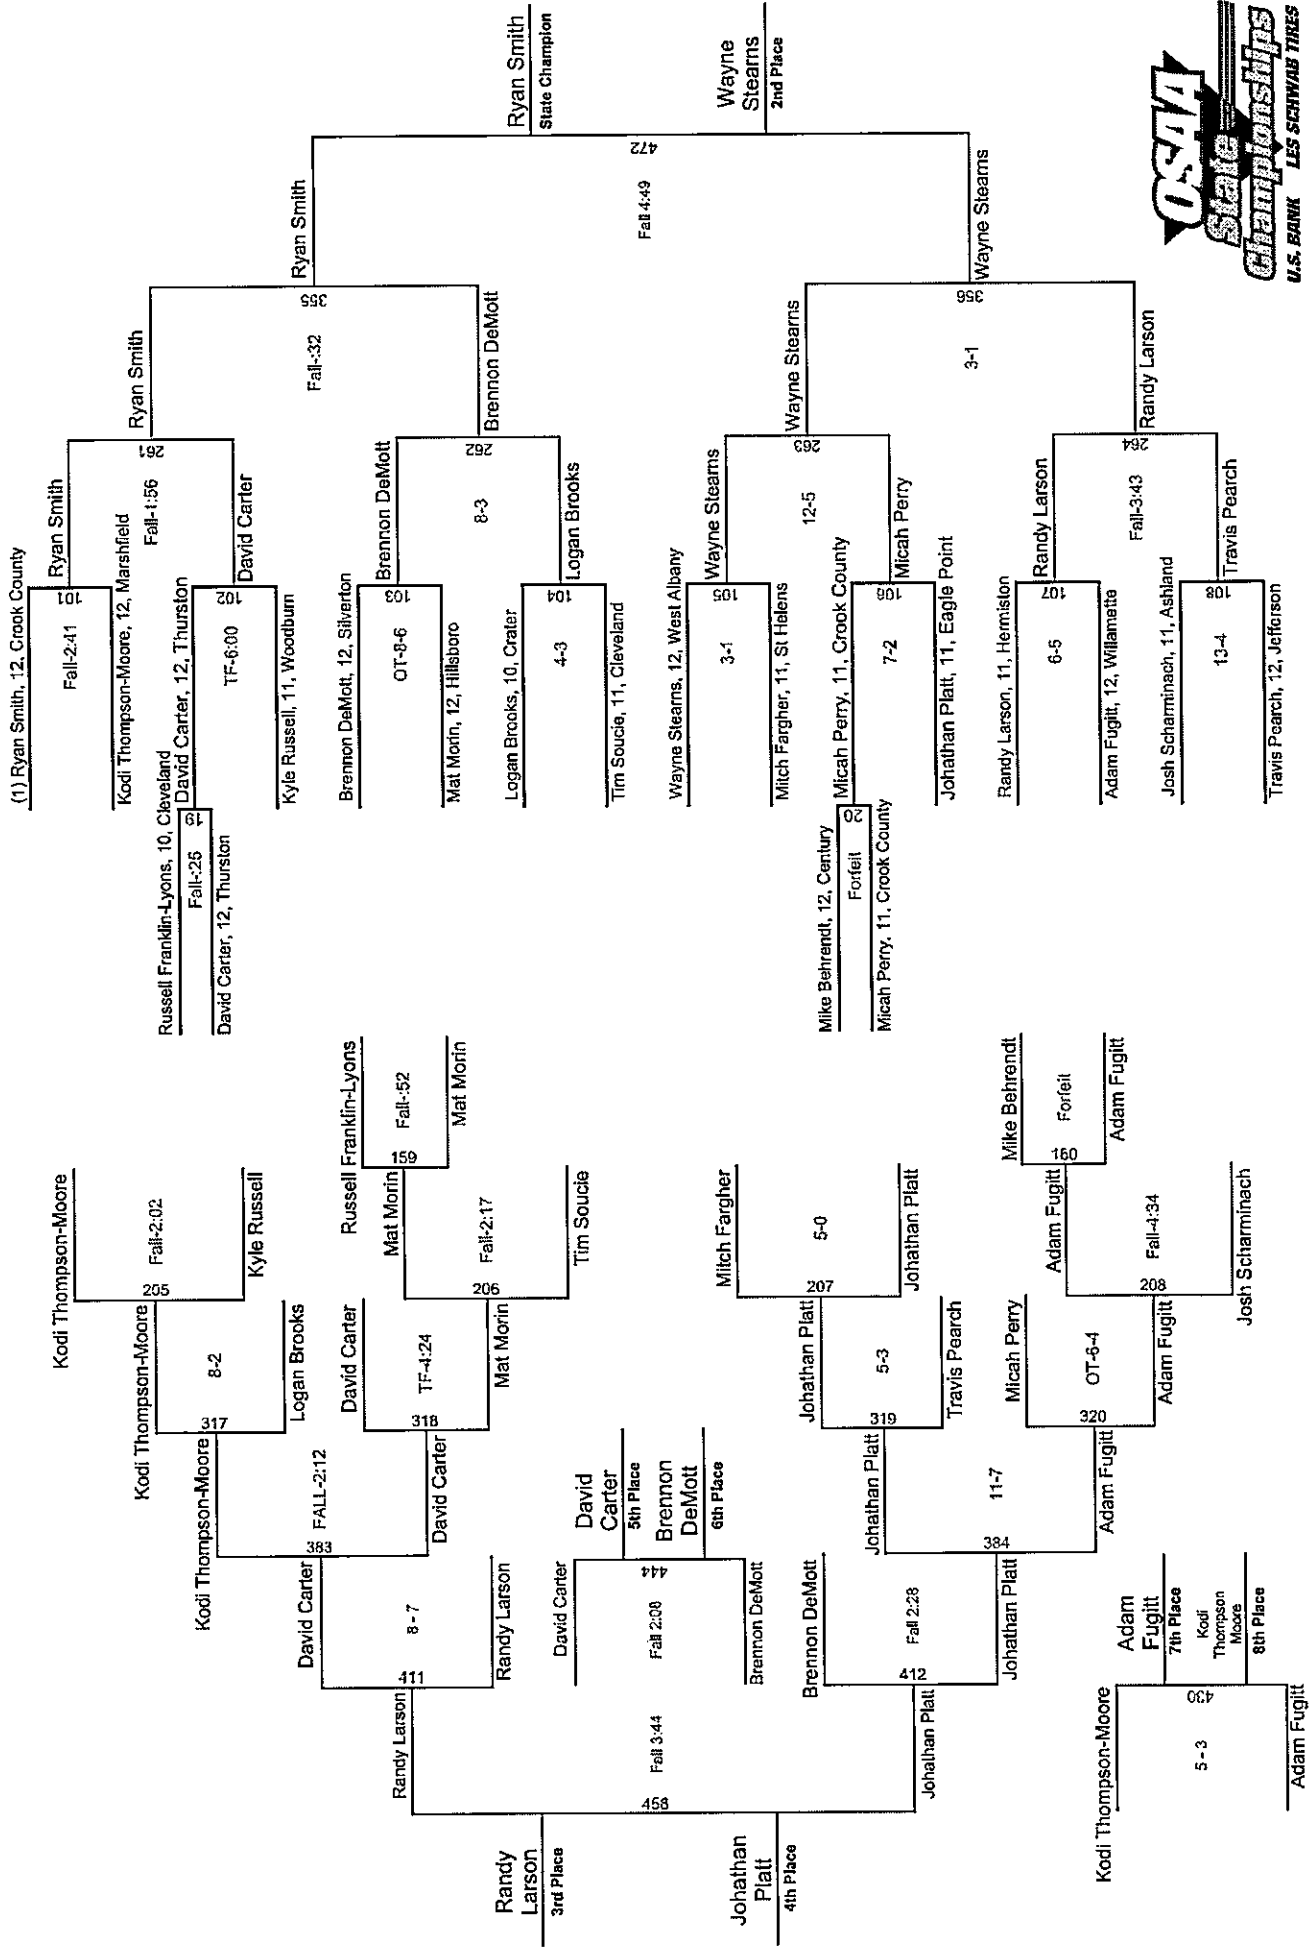 (1) Ryan Smith, 12, Crook County
101
Fall-2:41
Ryan Smith
Kodi Thompson-Moore, 12, Marshfield
261
Fall-1:56
Ryan Smith
Russell Franklin-Lyons, 10, Cleveland
19
Fall-:25
David Carter, 12, Thurston
David Carter, 12, Thurston
102
TF-6:00
David Carter
Kyle Russell, 11, Woodburn
355
Fall-:32
Ryan Smith
Brennon DeMott, 12, Silverton
103
OT-8-6
Brennon DeMott
Mat Morin, 12, Hillsboro
262
8-3
Brennon DeMott
Logan Brooks, 10, Crater
104
4-3
Logan Brooks
Tim Soucie, 11, Cleveland
472
Fall 4:49
Ryan Smith
State Champion
Wayne
Stearns
2nd Place
Wayne Stearns, 12, West Albany
105
3-1
Wayne Stearns
Mitch Fargher, 11, St Helens
263
12-5
Wayne Stearns
Mike Behrendt, 12, Century
20
Forfeit
Micah Perry, 11, Crook County
Micah Perry, 11, Crook County
106
7-2
Micah Perry
Johathan Platt, 11, Eagle Point
356
3-1
Wayne Stearns
Randy Larson, 11, Hermiston
107
6-5
Randy Larson
Adam Fugitt, 12, Willamette
264
Fall-3:43
Randy Larson
Josh Scharminach, 11, Ashland
108
13-4
Travis Pearch
Travis Pearch, 12, Jefferson
OSAA
State
Championships
U.S. BANK LES SCHWAB TIRES
Kodi Thompson-Moore
205
Fall-2:02
Kyle Russell
Kodi Thompson-Moore
317
8-2
Logan Brooks
Kodi Thompson-Moore
383
FALL-2:12
David Carter
Russell Franklin-Lyons
159
Fall-:52
Mat Morin
Mat Morin
206
Fall-2:17
Tim Soucie
David Carter
318
TF-4:24
Mat Morin
David Carter
411
8 - 7
Randy Larson
Randy Larson
458
Fall 3:44
Johathan Platt
Randy
Larson
3rd Place
Johathan
Platt
4th Place
David Carter
444
Fall 2:08
Brennon DeMott
David
Carter
5th Place
Brennon
DeMott
6th Place
Mitch Fargher
207
5-0
Johathan Platt
Johathan Platt
319
5-3
Travis Pearch
Johathan Platt
384
11-7
Adam Fugitt
Mike Behrendt
160
Forfeit
Adam Fugitt
Adam Fugitt
208
Fall-4:34
Josh Scharminach
Micah Perry
320
OT-6-4
Adam Fugitt
Brennon DeMott
412
Fall 2:28
Johathan Platt
Kodi Thompson-Moore
430
5 - 3
Adam Fugitt
Adam
Fugitt
7th Place
Kodi
Thompson
Moore
8th Place